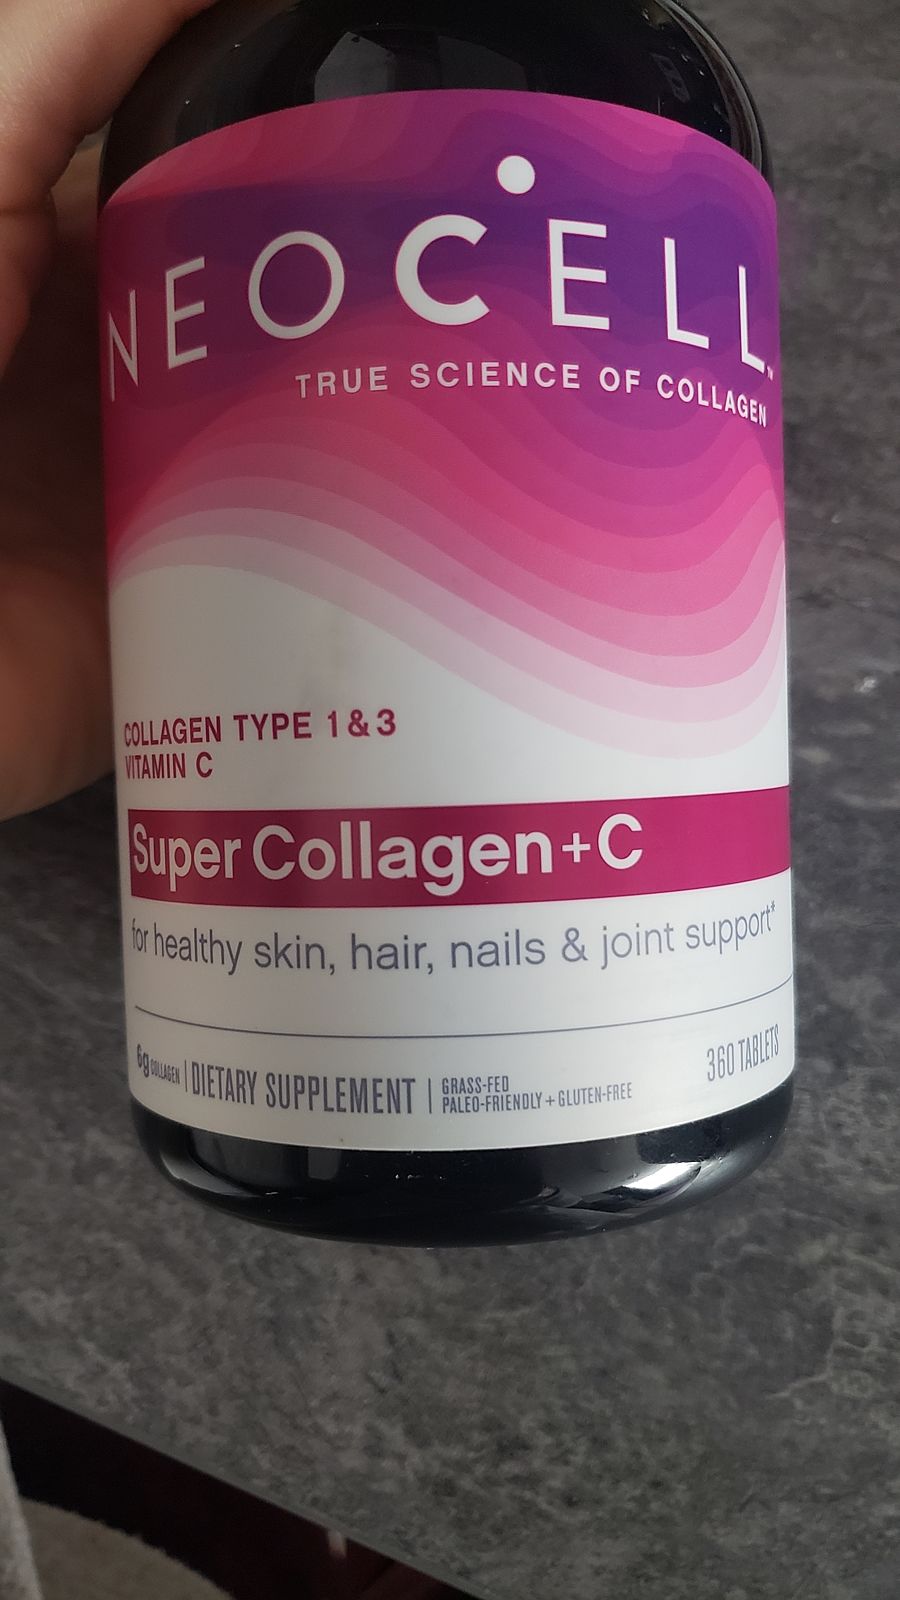 NEOCELL™
TRUE SCIENCE OF COLLAGEN
COLLAGEN TYPE 1 & 3
VITAMIN C
Super Collagen+C
for healthy skin, hair, nails & joint support*
6g COLLAGEN | DIETARY SUPPLEMENT | GRASS-FED
PALEO-FRIENDLY + GLUTEN-FREE
360 TABLETS